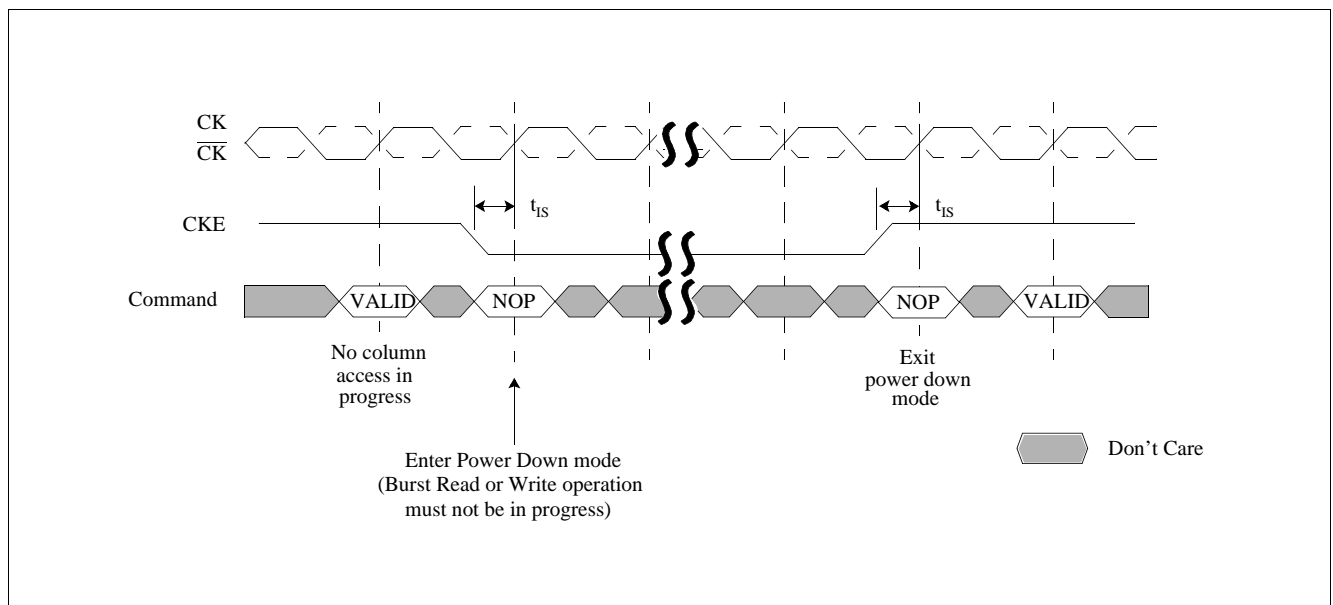 CK
CK
t_IS
t_IS
CKE
Command
VALID
NOP
NOP
VALID
No column
access in
progress
Exit
power down
mode
Enter Power Down mode
(Burst Read or Write operation
must not be in progress)
Don't Care